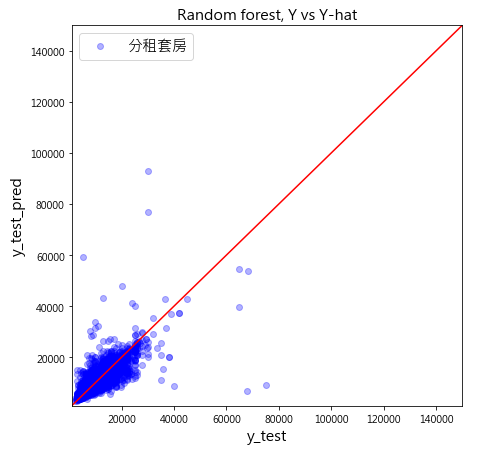 Random forest, Y vs Y-hat
分租套房
140000
120000
100000
80000
60000
40000
20000
y_test_pred
20000 40000 60000 80000 100000 120000 140000
y_test